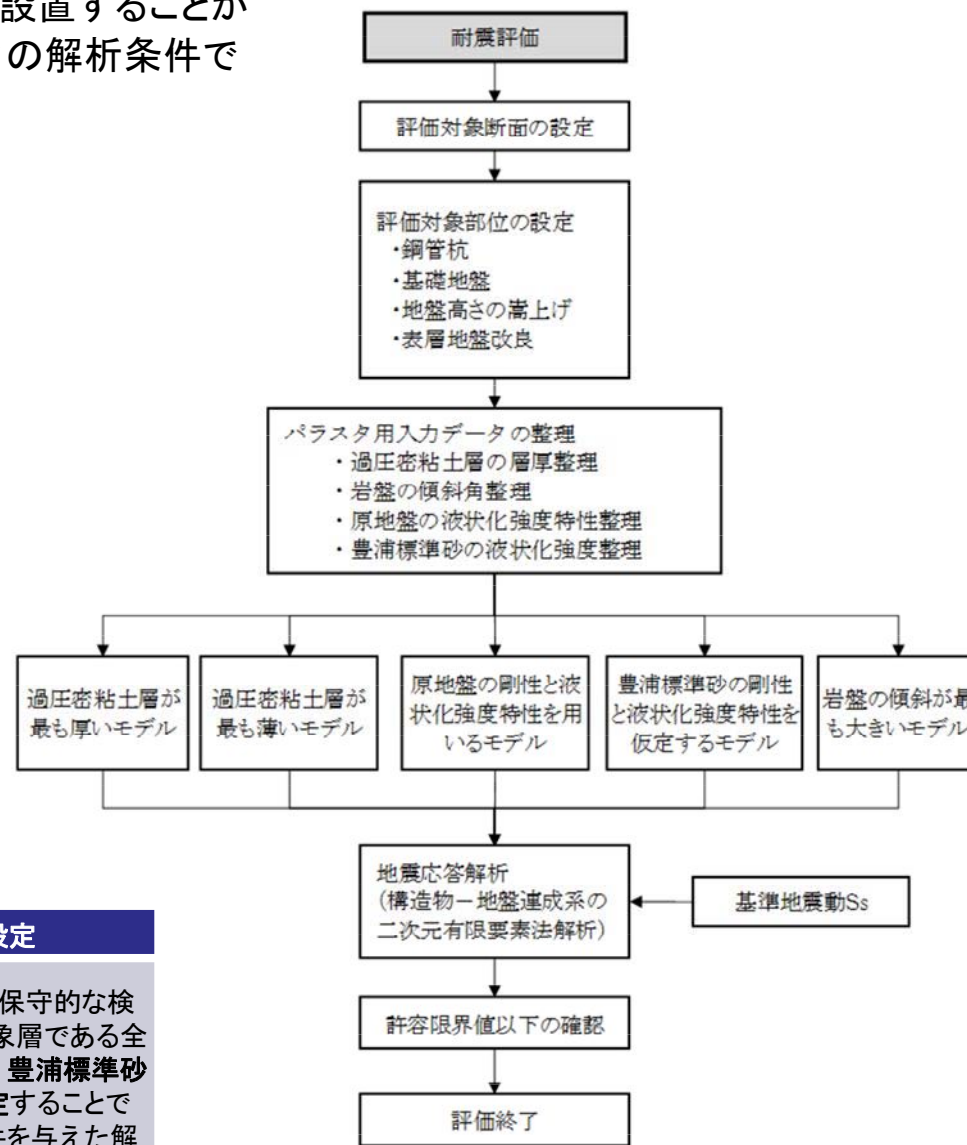 設置することが
の解析条件で
耐震評価
評価対象断面の設定
評価対象部位の設定
・鋼管杭
・基礎地盤
・地盤高さの嵩上げ
・表層地盤改良
パラスタ用入力データの整理
・過圧密粘土層の層厚整理
・岩盤の傾斜角整理
・原地盤の液状化強度特性整理
・豊浦標準砂の液状化強度整理
過圧密粘土層が
最も厚いモデル
過圧密粘土層が
最も薄いモデル
原地盤の剛性と液
状化強度特性を用
いるモデル
豊浦標準砂の剛性
と液状化強度特性を
仮定するモデル
岩盤の傾斜が最
も大きいモデル
地震応答解析
(構造物－地盤連成系の
二次元有限要素法解析)
基準地震動Ss
許容限界値以下の確認
評価終了
設定
保守的な検
象層である全
豊浦標準砂
定することで
件を与えた解